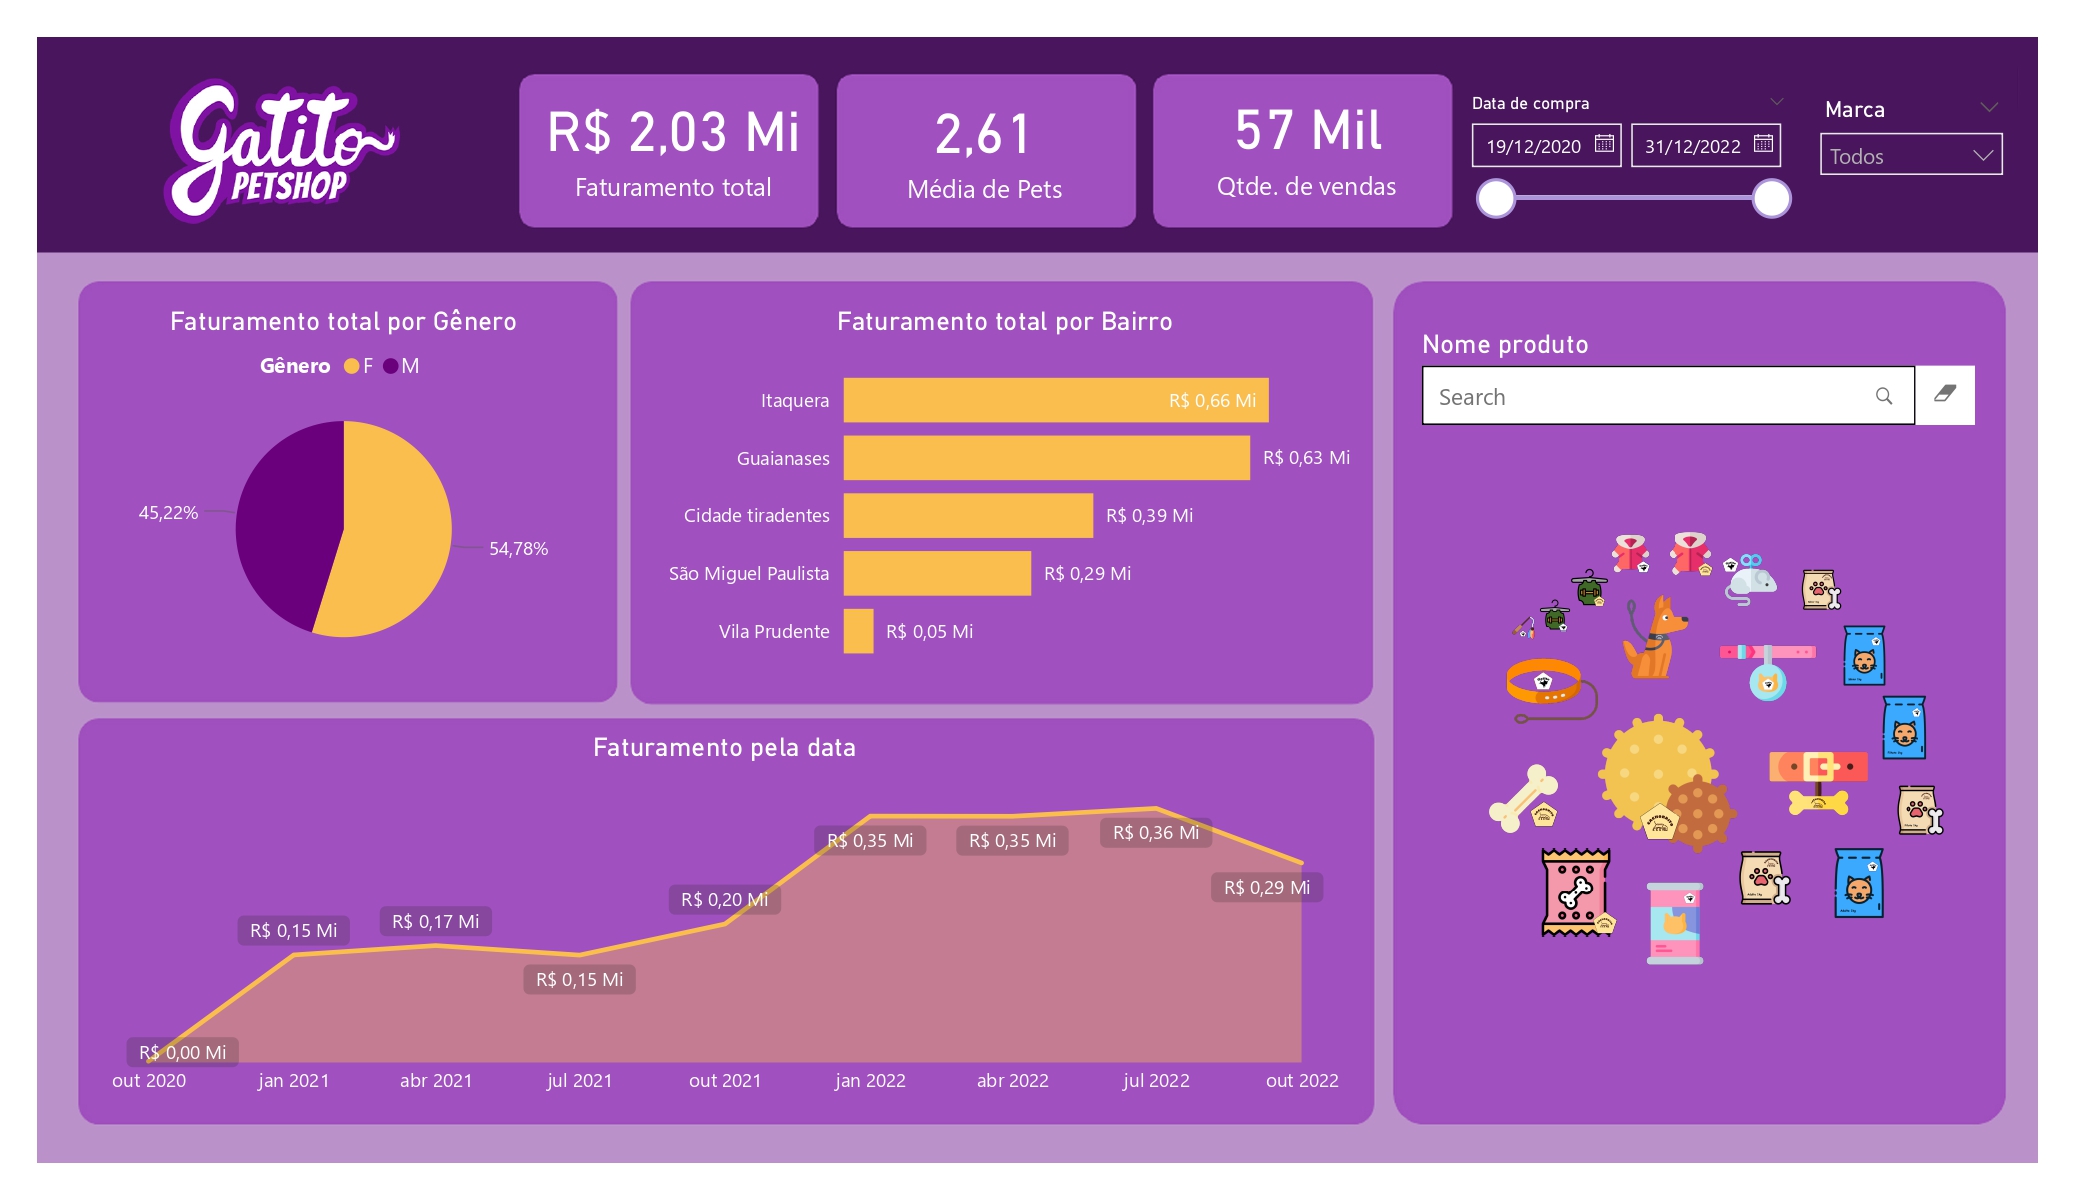 Gatito
PETSHOP
R$ 2,03 Mi
Faturamento total
2,61
Média de Pets
57 Mil
Qtde. de vendas
Data de compra
19/12/2020
31/12/2022
Marca
Todos
Faturamento total por Gênero
Gênero F M
45,22%
54,78%
Faturamento total por Bairro
Itaquera R$ 0,66 Mi
Guaianases R$ 0,63 Mi
Cidade tiradentes R$ 0,39 Mi
São Miguel Paulista R$ 0,29 Mi
Vila Prudente R$ 0,05 Mi
Nome produto
Search
Faturamento pela data
R$ 0,00 Mi
R$ 0,15 Mi
R$ 0,17 Mi
R$ 0,15 Mi
R$ 0,20 Mi
R$ 0,35 Mi
R$ 0,35 Mi
R$ 0,36 Mi
R$ 0,29 Mi
out 2020 jan 2021 abr 2021 jul 2021 out 2021 jan 2022 abr 2022 jul 2022 out 2022